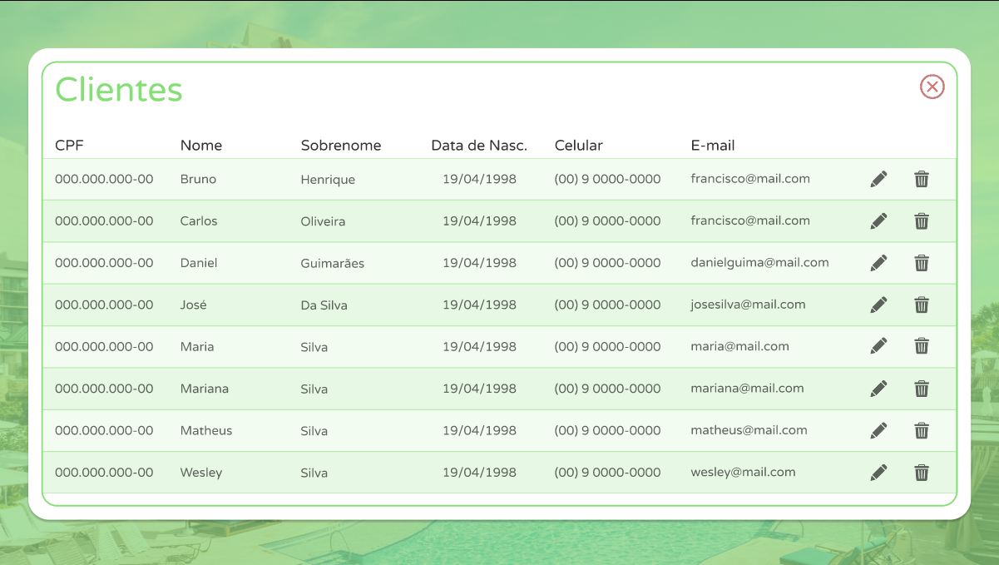 Clientes
CPF Nome Sobrenome Data de Nasc. Celular E-mail
000.000.000-00 Bruno Henrique 19/04/1998 (00) 9 0000-0000 francisco@mail.com
000.000.000-00 Carlos Oliveira 19/04/1998 (00) 9 0000-0000 francisco@mail.com
000.000.000-00 Daniel Guimarães 19/04/1998 (00) 9 0000-0000 danielguima@mail.com
000.000.000-00 José Da Silva 19/04/1998 (00) 9 0000-0000 josesilva@mail.com
000.000.000-00 Maria Silva 19/04/1998 (00) 9 0000-0000 maria@mail.com
000.000.000-00 Mariana Silva 19/04/1998 (00) 9 0000-0000 mariana@mail.com
000.000.000-00 Matheus Silva 19/04/1998 (00) 9 0000-0000 matheus@mail.com
000.000.000-00 Wesley Silva 19/04/1998 (00) 9 0000-0000 wesley@mail.com